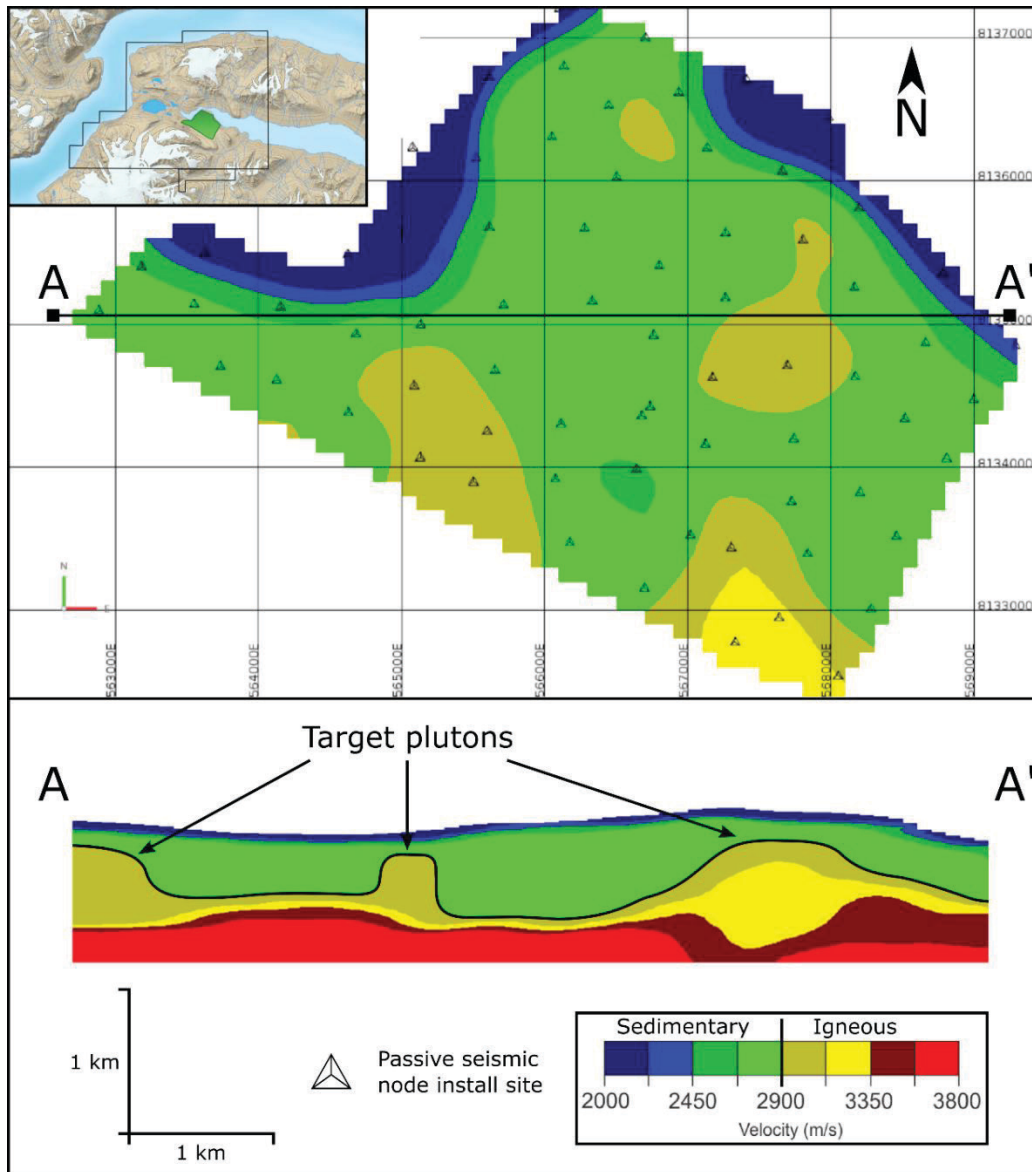 8137000
N
8136000
A
A'
8135000
8134000
N
E
8133000
563000E
564000E
565000E
566000E
567000E
568000E
569000E
Target plutons
A
A'
1 km
1 km
Passive seismic
node install site
Sedimentary
Igneous
2000
2450
2900
3350
3800
Velocity (m/s)